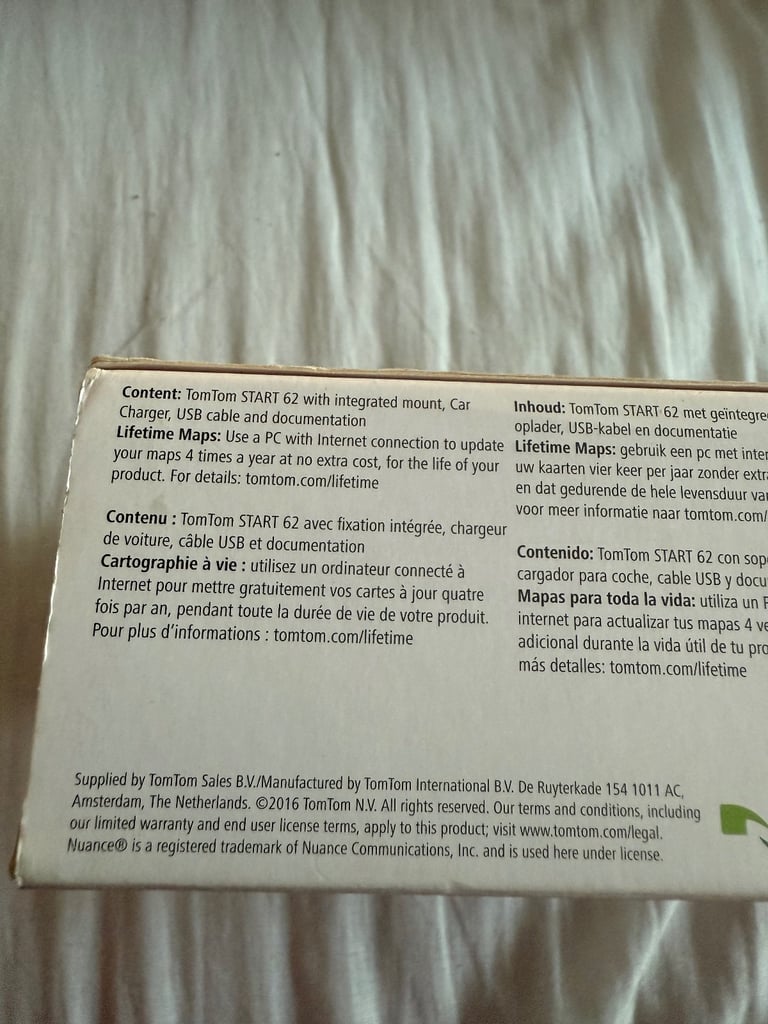 Content: TomTom START 62 with integrated mount, Car
Charger, USB cable and documentation
Lifetime Maps: Use a PC with Internet connection to update
your maps 4 times a year at no extra cost, for the life of your
product. For details: tomtom.com/lifetime
Contenu : TomTom START 62 avec fixation intégrée, chargeur
de voiture, câble USB et documentation
Cartographie à vie : utilisez un ordinateur connecté à
Internet pour mettre gratuitement vos cartes à jour quatre
fois par an, pendant toute la durée de vie de votre produit.
Pour plus d'informations : tomtom.com/lifetime
Inhoud: TomTom START 62 met
oplader, USB-kabel en documentatie
Lifetime Maps: gebruik een pc met
uw kaarten vier keer per jaar zonder
en dat gedurende de hele levensduur
voor meer informatie naar tomtom.com/
Contenido: TomTom START 62 con
cargador para coche, cable USB y
Mapas para toda la vida: utiliza un
internet para actualizar tus mapas 4
adicional durante la vida útil de tu
más detalles: tomtom.com/lifetime
Supplied by TomTom Sales B.V./Manufactured by TomTom International B.V. De Ruyterkade 154 1011 AC,
Amsterdam, The Netherlands. ©2016 TomTom N.V. All rights reserved. Our terms and conditions, including
our limited warranty and end user license terms, apply to this product; visit www.tomtom.com/legal.
Nuance® is a registered trademark of Nuance Communications, Inc. and is used here under license.